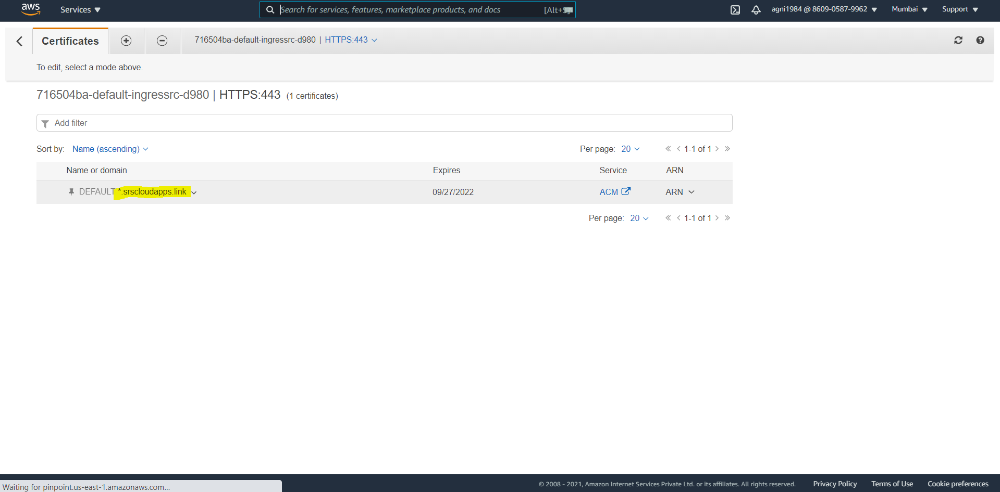 aws Services Search for services, features, marketplace products, and docs [Alt+S] agni1984 @ 8609-0587-9962 Mumbai Support
Certificates 716504ba-default-ingressrc-d980 | HTTPS:443
To edit, select a mode above.
716504ba-default-ingressrc-d980 | HTTPS:443 (1 certificates)
Add filter
Sort by: Name (ascending) Per page: 20 1-1 of 1
Name or domain Expires Service ARN
DEFAULT *.srscloudapps.link 09/27/2022 ACM ARN
Per page: 20 1-1 of 1
© 2008 - 2021, Amazon Internet Services Private Ltd. or its affiliates. All rights reserved. Privacy Policy Terms of Use Cookie preferences
Waiting for pinpoint.us-east-1.amazonaws.com...